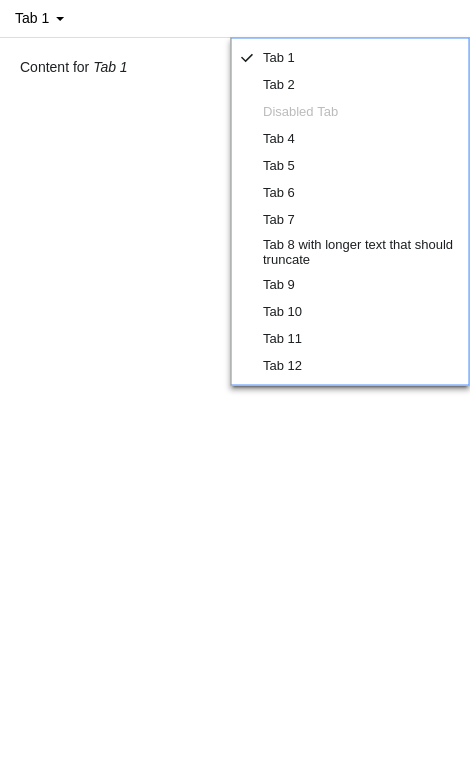 Tab 1
Content for Tab 1
Tab 1
Tab 2
Disabled Tab
Tab 4
Tab 5
Tab 6
Tab 7
Tab 8 with longer text that should
truncate
Tab 9
Tab 10
Tab 11
Tab 12